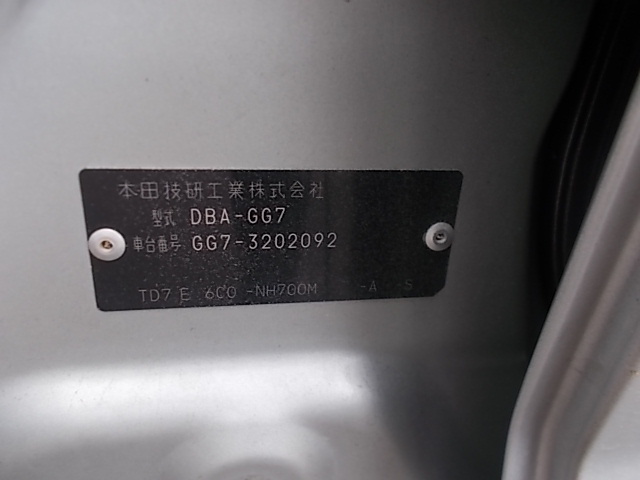 本田技研工業株式会社
型式 DBA-GG7
車台番号 GG7-3202092
TD7 E 6C0 -NH700M -A -S